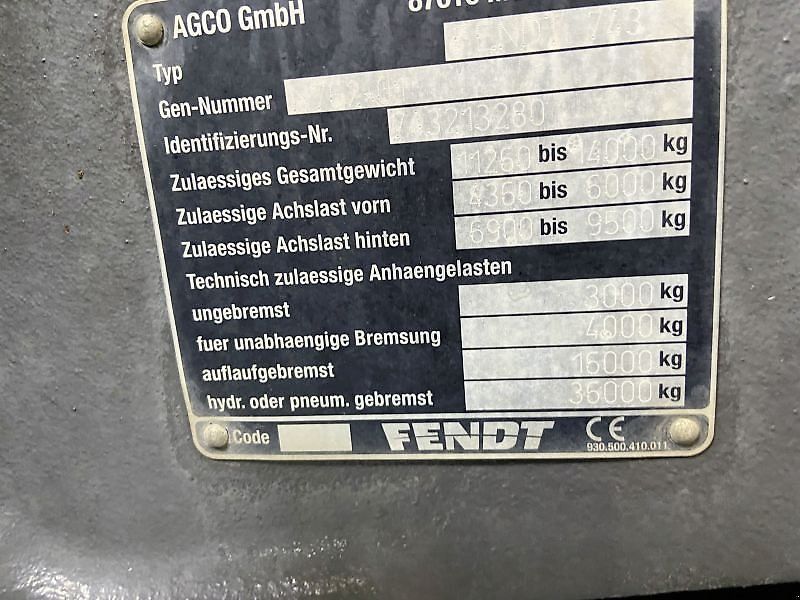 AGCO GmbH
Typ FENDT 743
Gen-Nummer
Identifizierungs-Nr. 743213280
Zulaessiges Gesamtgewicht 11260 bis 14000 kg
Zulaessige Achslast vorn 4360 bis 6000 kg
Zulaessige Achslast hinten 6900 bis 9500 kg
Technisch zulaessige Anhaengelasten
ungebremst 3000 kg
fuer unabhaengige Bremsung 4000 kg
auflaufgebremst 16000 kg
hydr. oder pneum. gebremst 36000 kg
Code FENDT CE
930.500.410.011